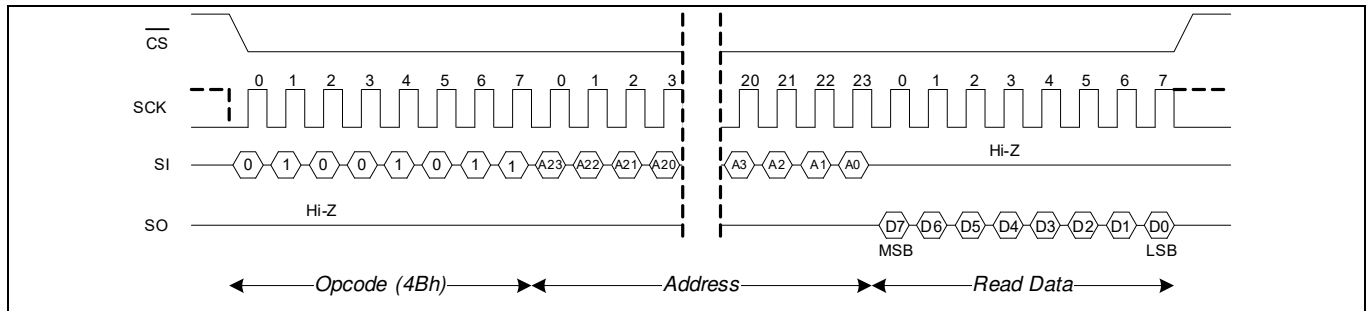 CS
0 1 2 3 4 5 6 7 0 1 2 3 20 21 22 23 0 1 2 3 4 5 6 7
SCK
Hi-Z
SI 0 1 0 0 1 0 1 1 A23 A22 A21 A20 A3 A2 A1 A0
Hi-Z
SO D7 D6 D5 D4 D3 D2 D1 D0
MSB LSB
Opcode (4Bh) Address Read Data